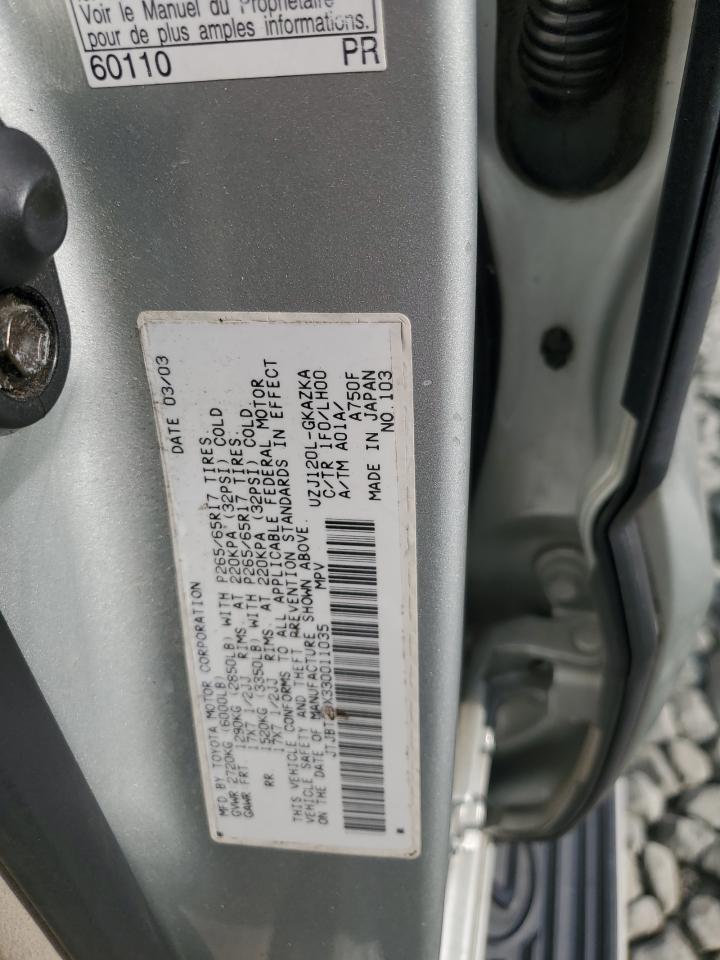 Voir le Manuel du Propriétaire
pour de plus amples informations.
60110 PR
MFD. BY TOYOTA MOTOR CORPORATION DATE 03/03
GVWR 2720KG (6000LB)
GAWR FRT 1290KG (2850LB) WITH P265/65R17 TIRES.
17X7 1/2JJ RIMS. AT 220KPA (32PSI) COLD
RR 1520KG (3350LB) WITH P265/65R17 TIRES.
17X7 1/2JJ RIMS. AT 220KPA (32PSI) COLD.
THIS VEHICLE CONFORMS TO ALL APPLICABLE FEDERAL MOTOR
VEHICLE SAFETY AND THEFT PREVENTION STANDARDS IN EFFECT
ON THE DATE OF MANUFACTURE SHOWN ABOVE.
MPV
UZJ120L-GKAZKA
C/TR 1F0/LH00
A/TM A01A/
A750F
MADE IN JAPAN
NO.103